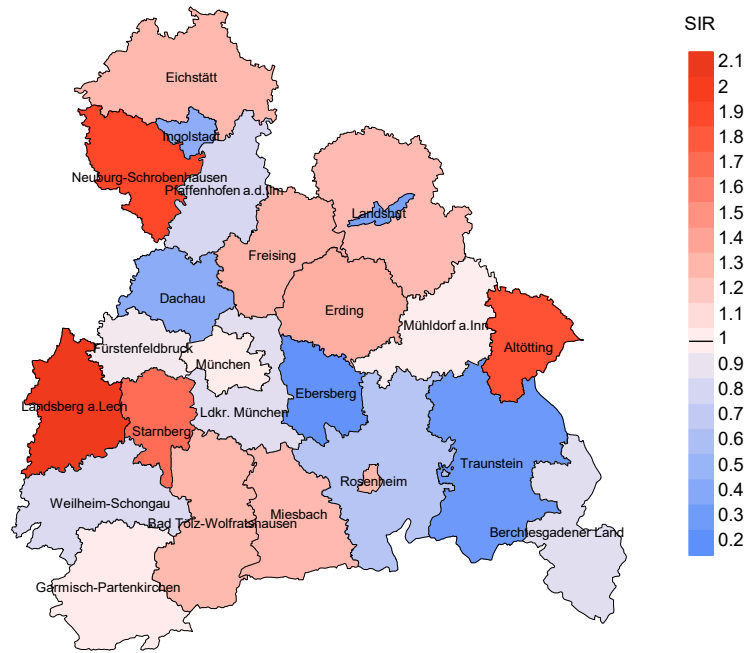 SIR
2.1
2
1.9
1.8
1.7
1.6
1.5
1.4
1.3
1.2
1.1
1
0.9
0.8
0.7
0.6
0.5
0.4
0.3
0.2
Eichstätt
Ingolstadt
Neuburg-Schrobenhausen
Pfaffenhofen a.d.Ilm
Landshut
Freising
Dachau
Erding
Mühldorf a.Inn
Altötting
Fürstenfeldbruck
München
Ebersberg
Landsberg a.Lech
Ldkr. München
Starnberg
Traunstein
Rosenheim
Weilheim-Schongau
Miesbach
Bad Tölz-Wolfratshausen
Berchtesgadener Land
Garmisch-Partenkirchen